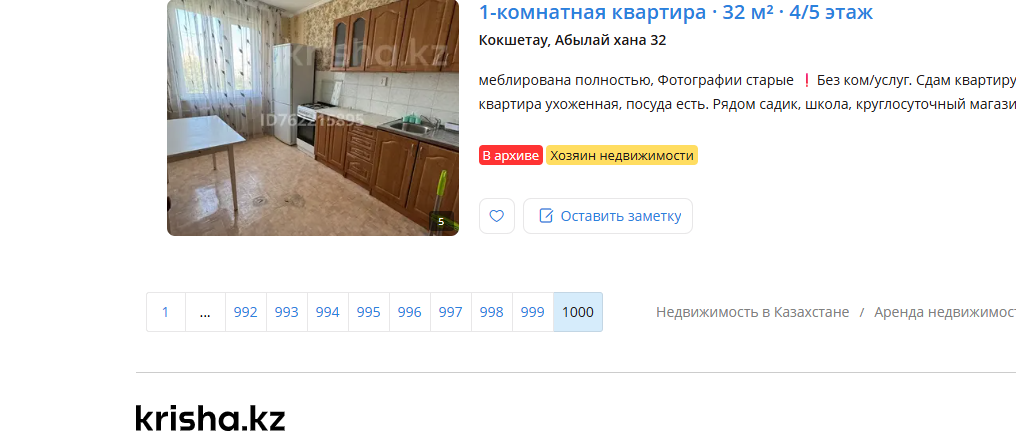 krisha.kz
ID762215895
5
1-комнатная квартира · 32 м² · 4/5 этаж
Кокшетау, Абылай хана 32
меблирована полностью, Фотографии старые ❗ Без ком/услуг. Сдам квартиру
квартира ухоженная, посуда есть. Рядом садик, школа, круглосуточный магази
В архиве Хозяин недвижимости
Оставить заметку
1 ... 992 993 994 995 996 997 998 999 1000
Недвижимость в Казахстане / Аренда недвижимост
krisha.kz